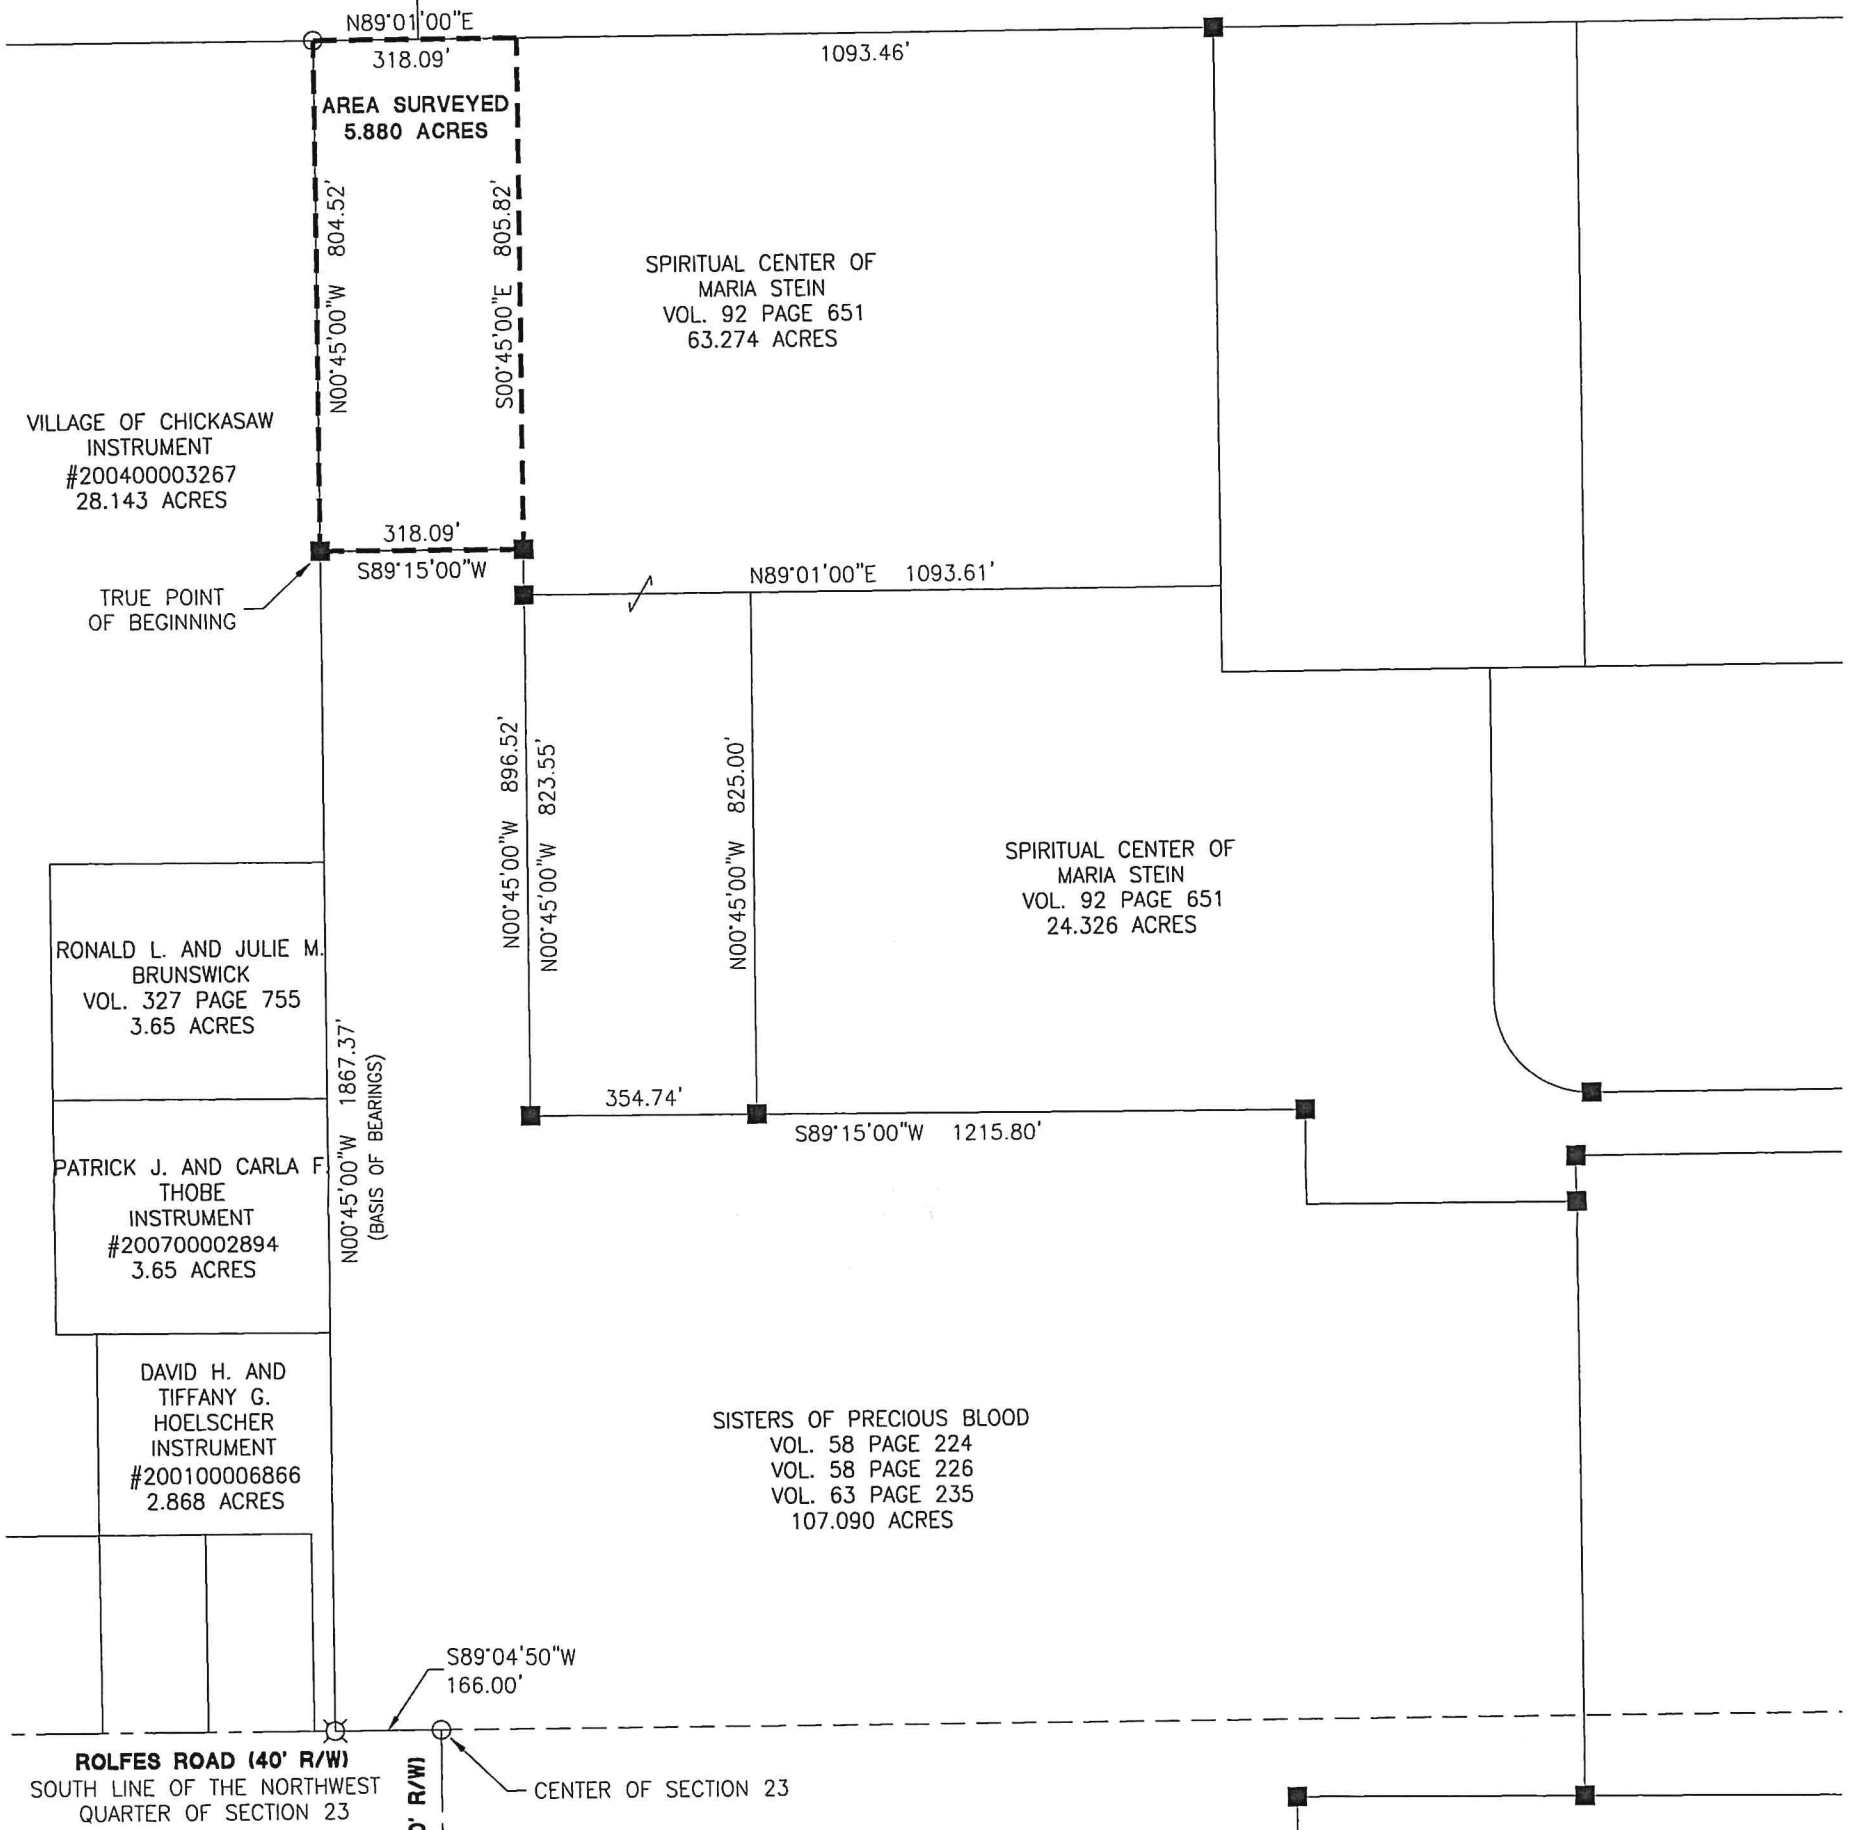 N89°01'00"E
318.09'
1093.46'
AREA SURVEYED
5.880 ACRES
N00°45'00"W 804.52'
S00°45'00"E 805.82'
SPIRITUAL CENTER OF
MARIA STEIN
VOL. 92 PAGE 651
63.274 ACRES
VILLAGE OF CHICKASAW
INSTRUMENT
#200400003267
28.143 ACRES
318.09'
S89°15'00"W
TRUE POINT
OF BEGINNING
N89°01'00"E 1093.61'
N00°45'00"W 896.52'
N00°45'00"W 823.55'
N00°45'00"W 825.00'
SPIRITUAL CENTER OF
MARIA STEIN
VOL. 92 PAGE 651
24.326 ACRES
RONALD L. AND JULIE M.
BRUNSWICK
VOL. 327 PAGE 755
3.65 ACRES
N00°45'00"W 1867.37'
(BASIS OF BEARINGS)
354.74'
S89°15'00"W 1215.80'
PATRICK J. AND CARLA F.
THOBE
INSTRUMENT
#200700002894
3.65 ACRES
DAVID H. AND
TIFFANY G.
HOELSCHER
INSTRUMENT
#200100006866
2.868 ACRES
SISTERS OF PRECIOUS BLOOD
VOL. 58 PAGE 224
VOL. 58 PAGE 226
VOL. 63 PAGE 235
107.090 ACRES
S89°04'50"W
166.00'
ROLFES ROAD (40' R/W)
SOUTH LINE OF THE NORTHWEST
QUARTER OF SECTION 23
0' R/W)
CENTER OF SECTION 23